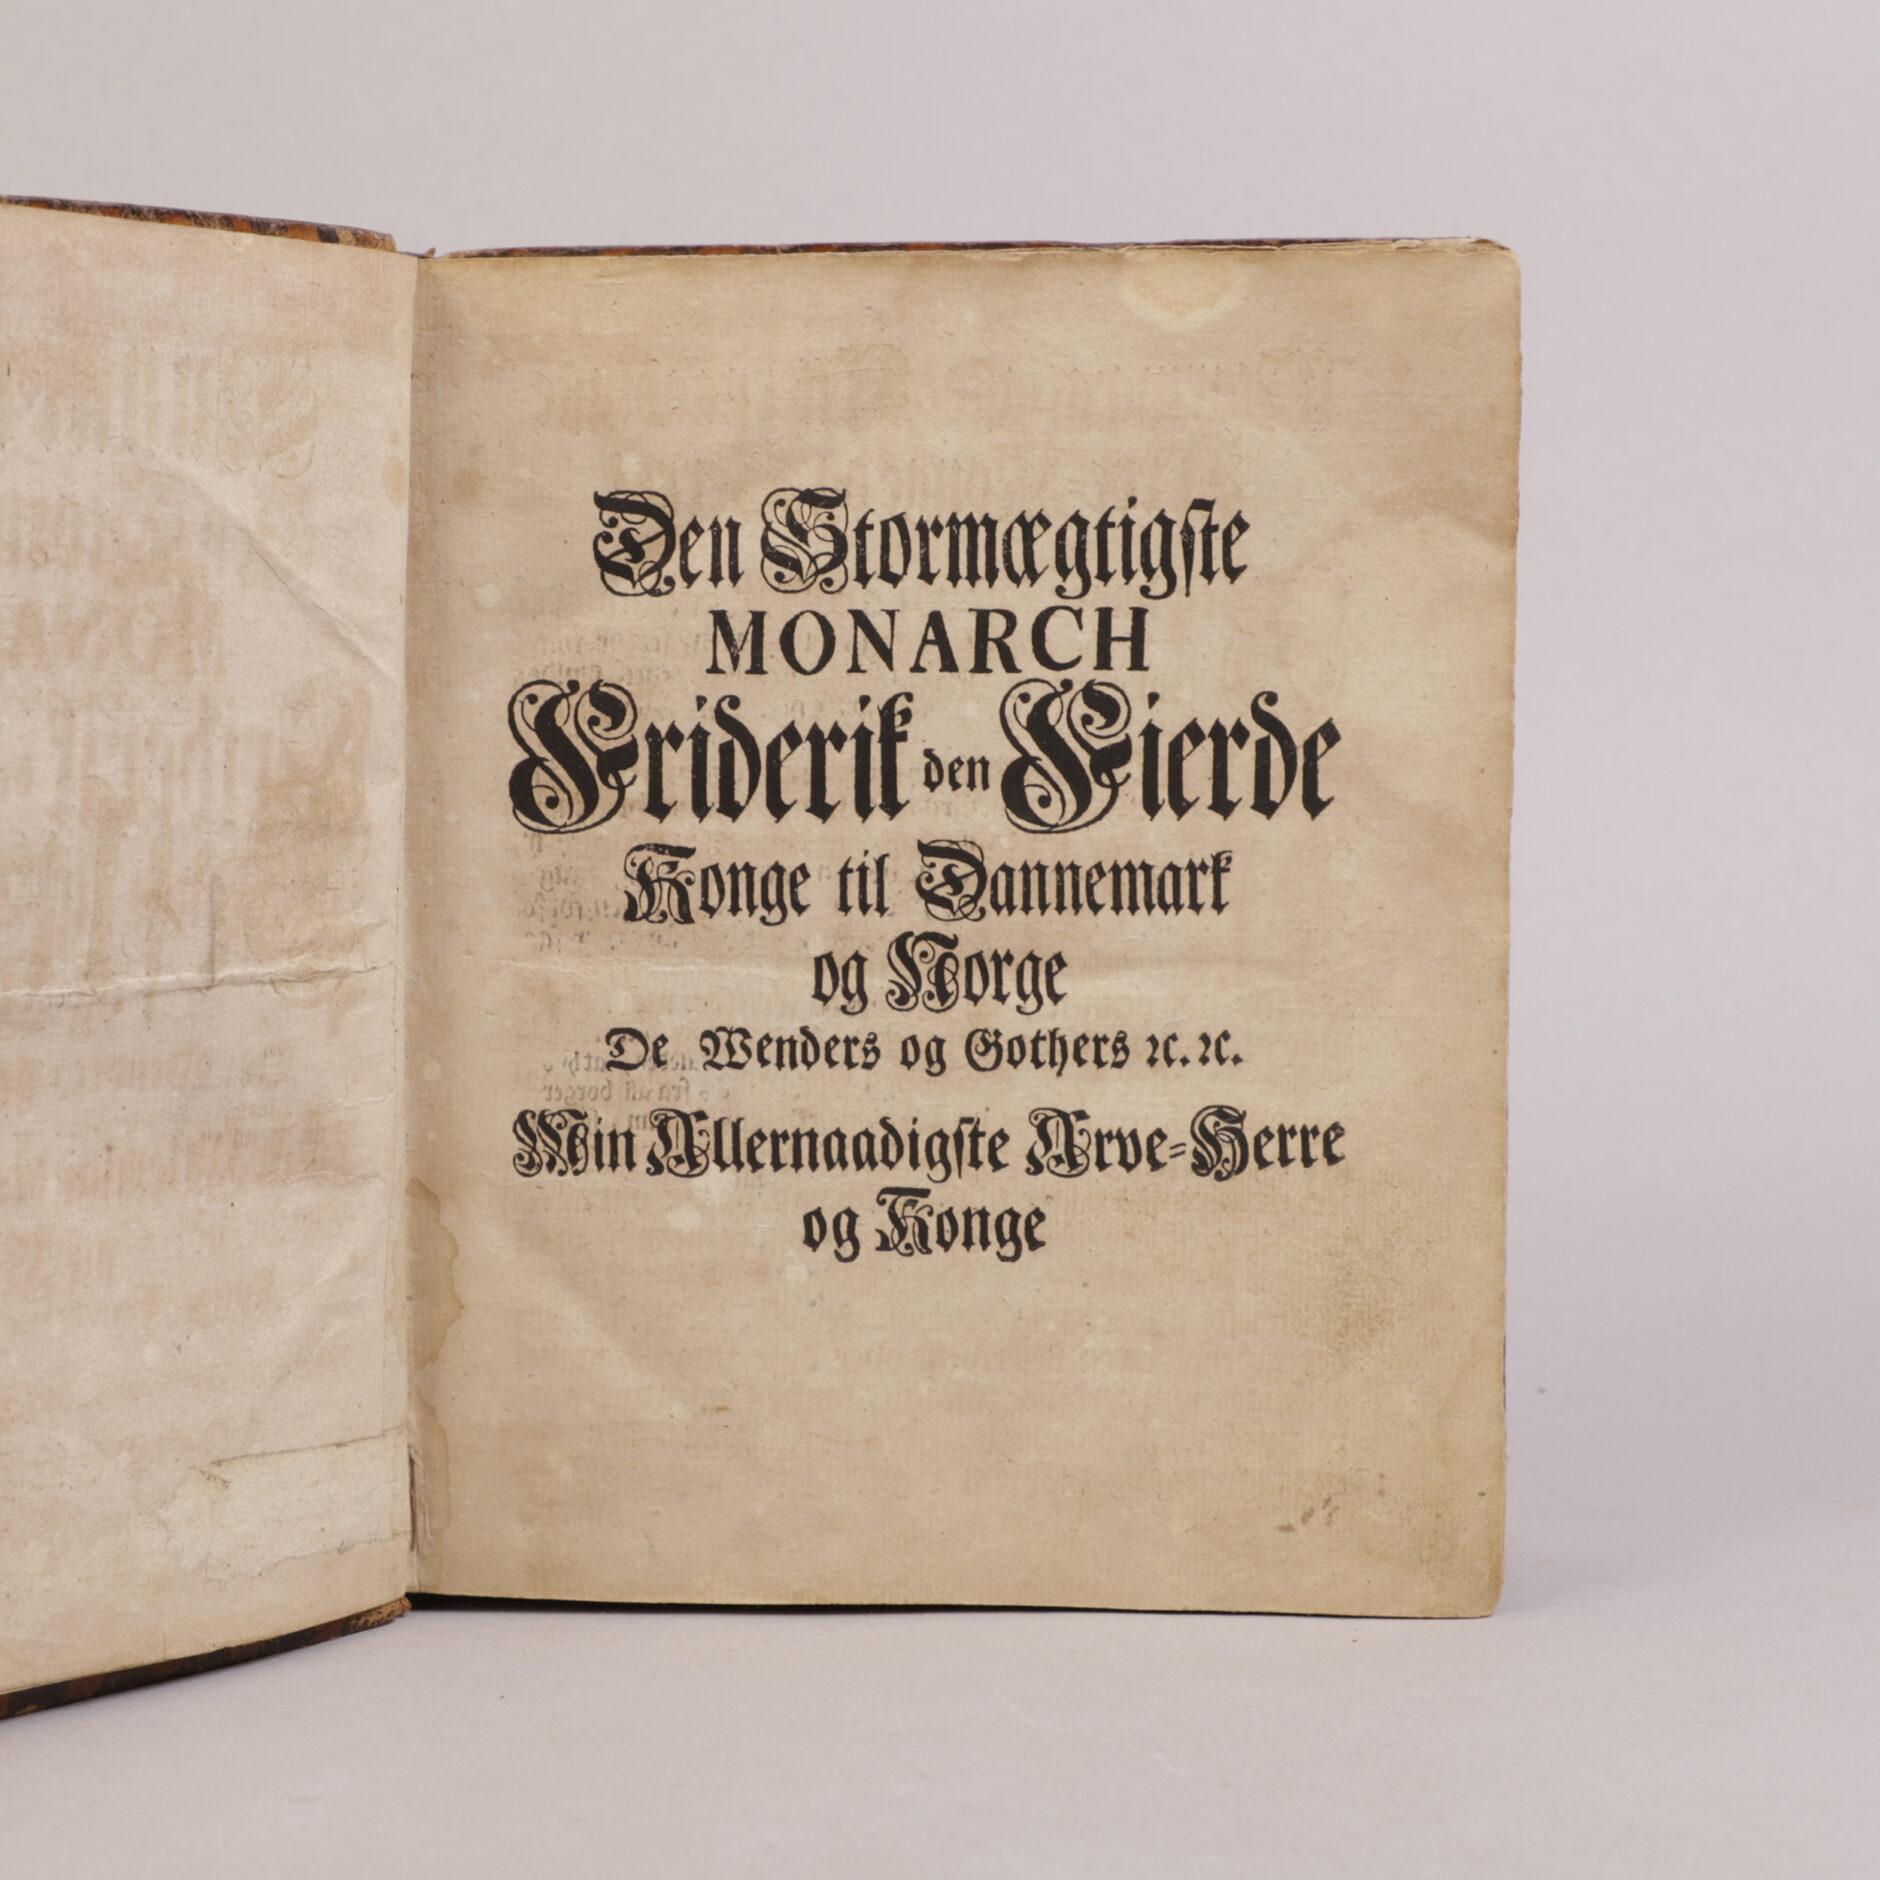 Den Stormægtigſte
MONARCH
Friderik den Fierde
Konge til Dannemark
og Norge
De Wenders og Gothers ꝛc. ꝛc.
Min Allernaadigſte Arve⸗Herre
og Konge